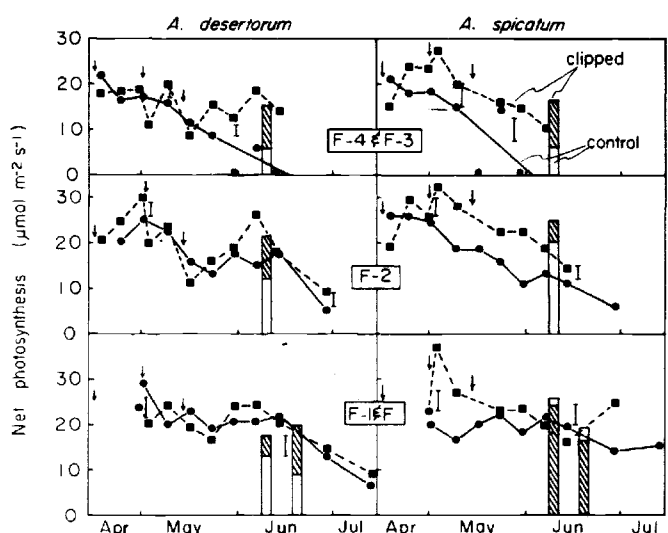 A. desertorum
A. spicatum
30
20
10
0
clipped
control
F-4 & F-3
30
20
10
0
F-2
30
20
10
0
F-1 & F
Net photosynthesis (μmol m⁻² s⁻¹)
Apr May Jun Jul Apr May Jun Jul